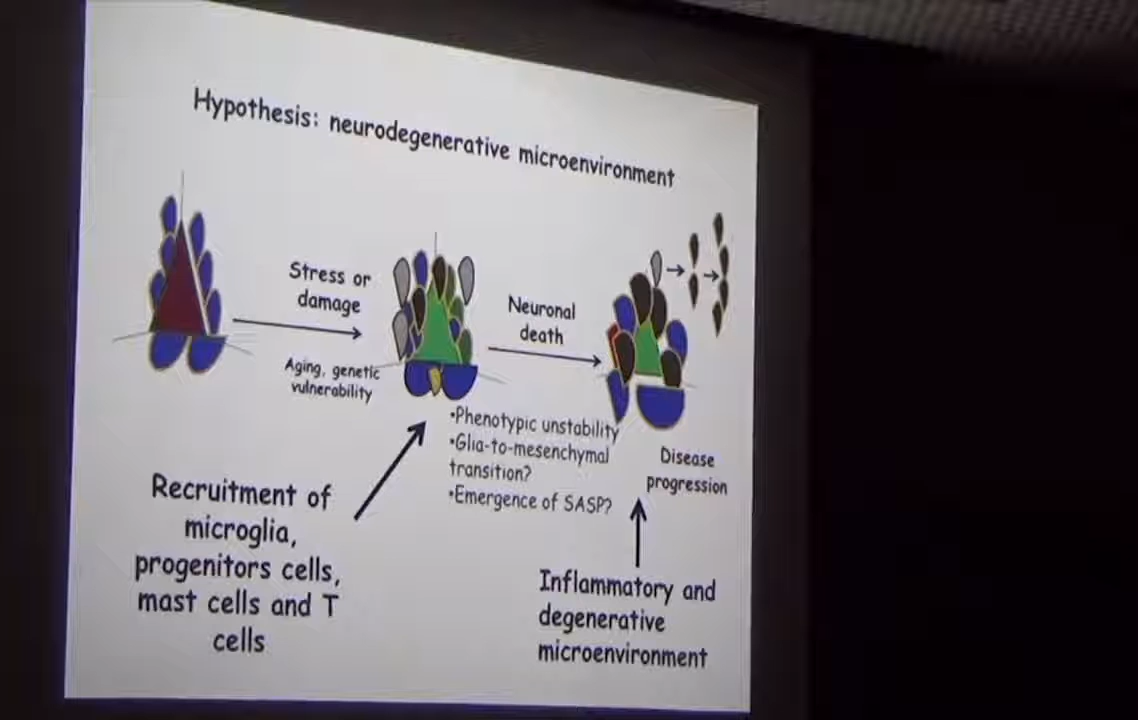 Hypothesis: neurodegenerative microenvironment
Stress or
damage
Aging, genetic
vulnerability
Neuronal
death
•Phenotypic unstability
•Glia-to-mesenchymal
transition?
•Emergence of SASP?
Disease
progression
Recruitment of
microglia,
progenitors cells,
mast cells and T
cells
Inflammatory and
degenerative
microenvironment